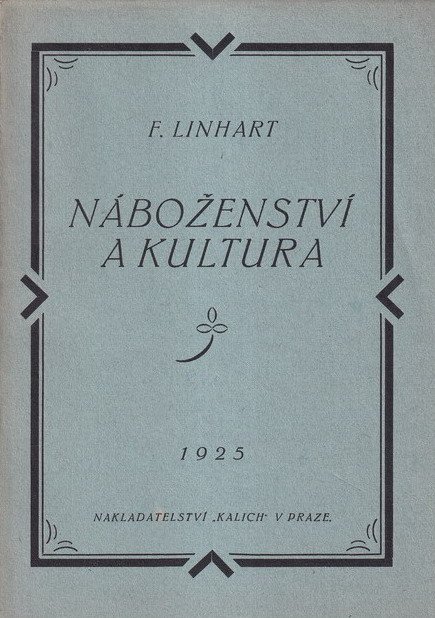 F. LINHART
NÁBOŽENSTVÍ
A KULTURA
1925
NAKLADATELSTVÍ „KALICH“ V PRAZE.